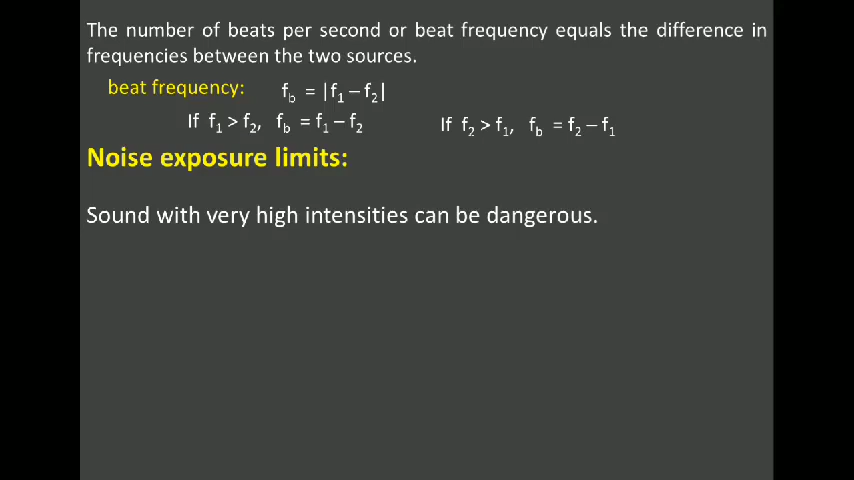 The number of beats per second or beat frequency equals the difference in
frequencies between the two sources.
beat frequency: f_b = |f_1 – f_2|
If f_1 > f_2, f_b = f_1 – f_2 If f_2 > f_1, f_b = f_2 – f_1
Noise exposure limits:
Sound with very high intensities can be dangerous.